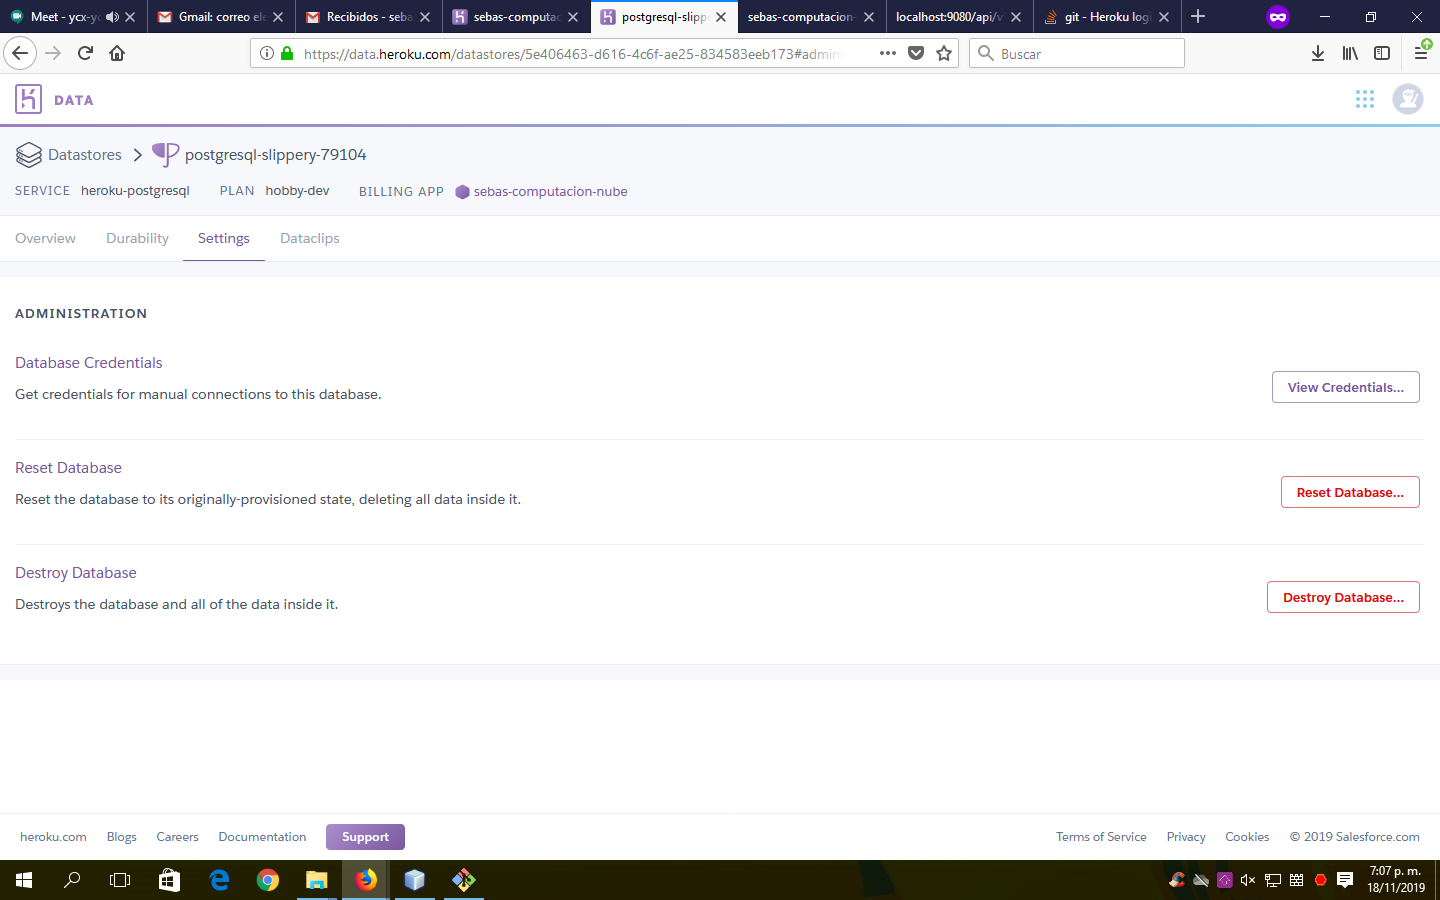 Meet - ycx-y
Gmail: correo ele
Recibidos - seba
sebas-computac
postgresql-slipp
sebas-computacion-
localhost:9080/api/v
git - Heroku logi
https://data.heroku.com/datastores/5e406463-d616-4c6f-ae25-834583eeb173#admin
Buscar
DATA
Datastores
postgresql-slippery-79104
SERVICE heroku-postgresql PLAN hobby-dev BILLING APP sebas-computacion-nube
Overview Durability Settings Dataclips
ADMINISTRATION
Database Credentials
Get credentials for manual connections to this database.
View Credentials...
Reset Database
Reset the database to its originally-provisioned state, deleting all data inside it.
Reset Database...
Destroy Database
Destroys the database and all of the data inside it.
Destroy Database...
heroku.com Blogs Careers Documentation Support Terms of Service Privacy Cookies © 2019 Salesforce.com
7:07 p. m.
18/11/2019